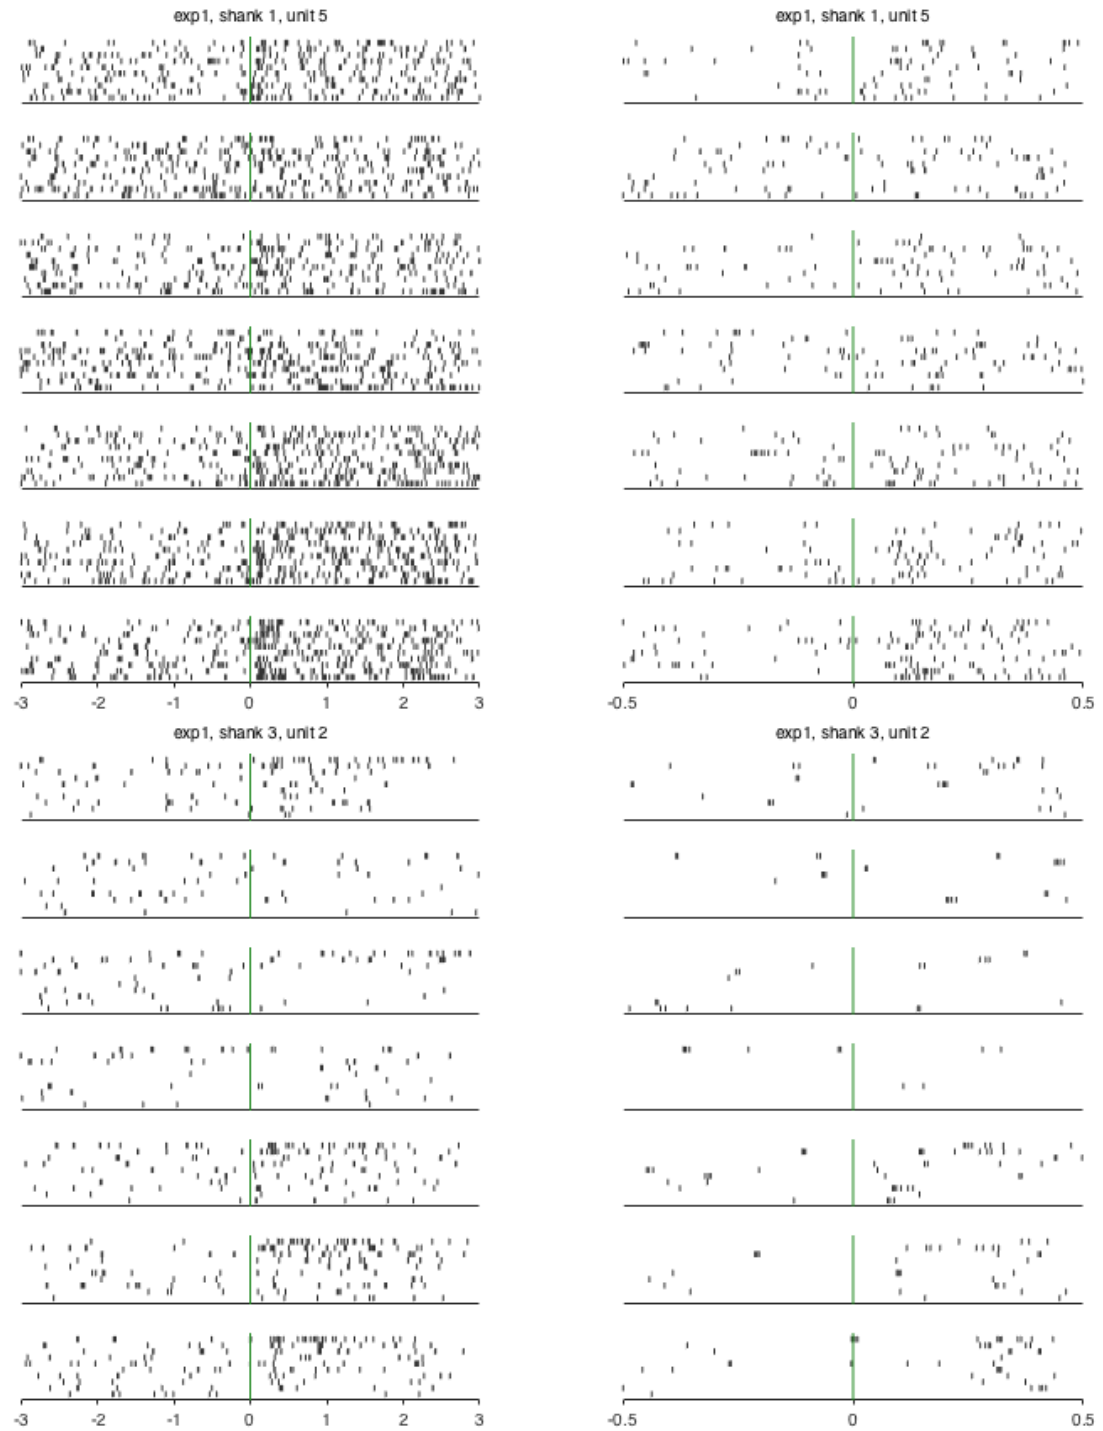 exp1, shank 1, unit 5 exp1, shank 1, unit 5
-3 -2 -1 0 1 2 3 -0.5 0 0.5
exp1, shank 3, unit 2 exp1, shank 3, unit 2
-3 -2 -1 0 1 2 3 -0.5 0 0.5